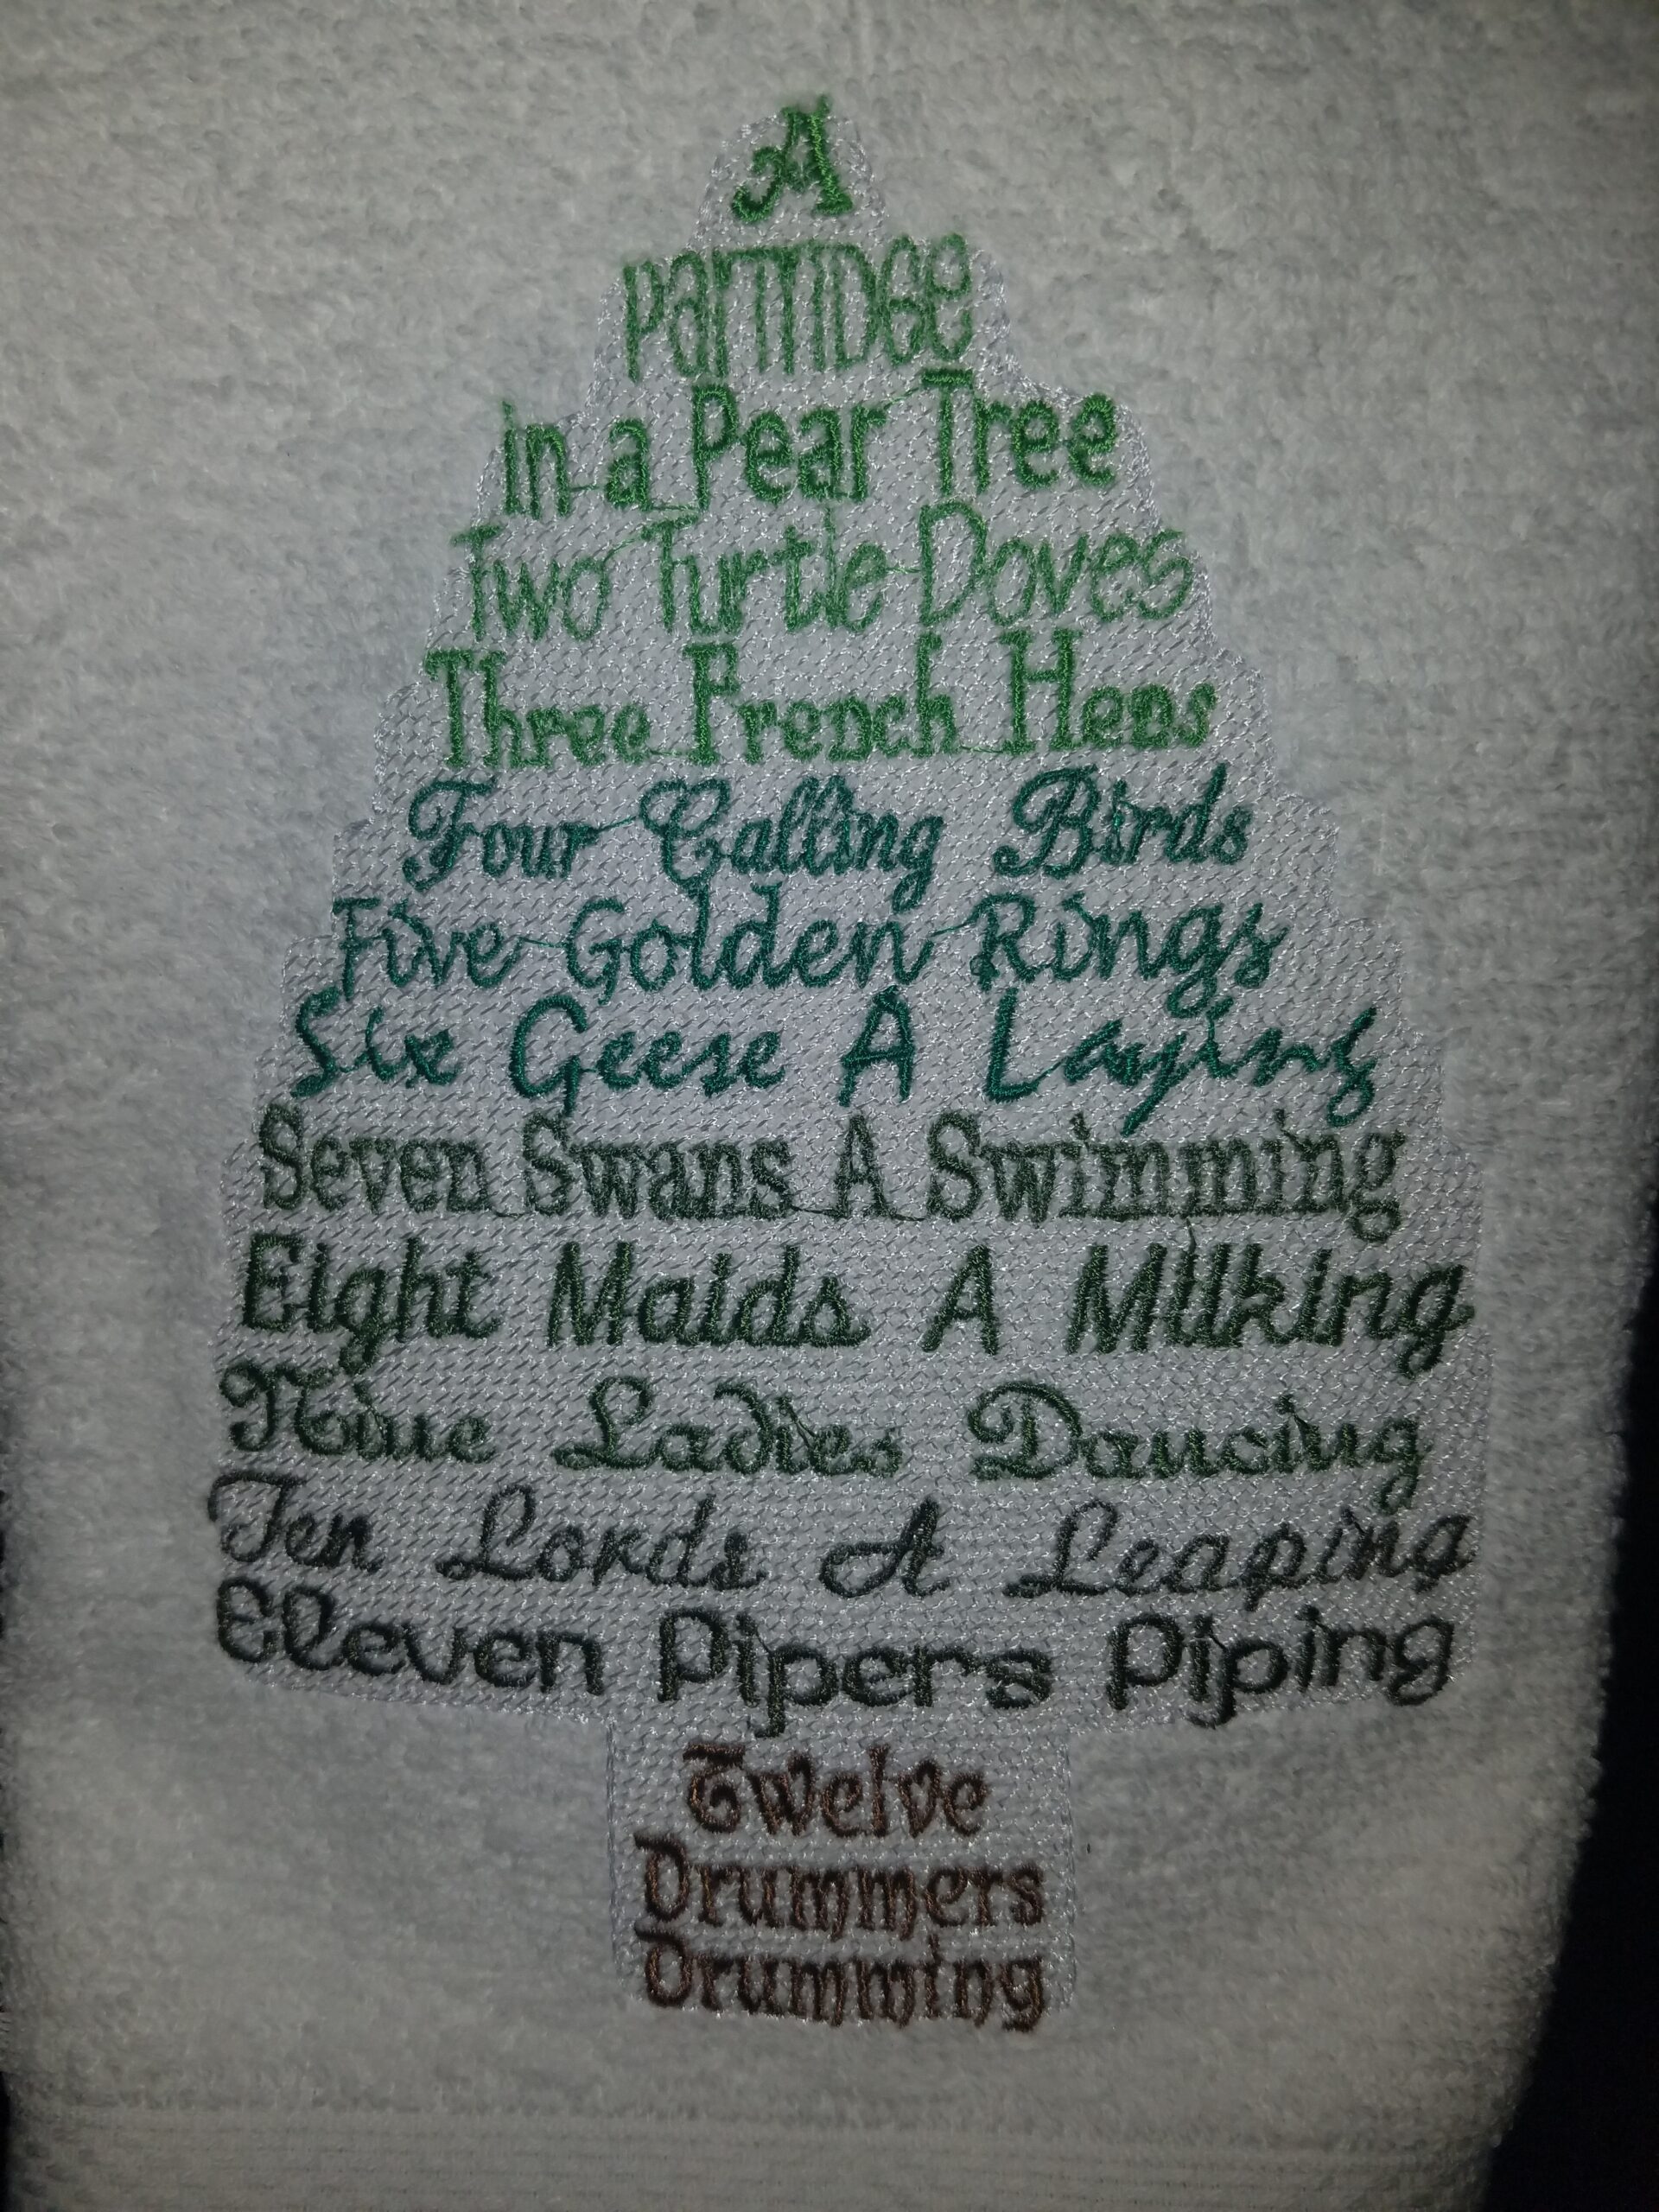 A
PARTRIDGE
in a Pear Tree
Two Turtle Doves
Three French Hens
Four Calling Birds
Five Golden Rings
Six Geese A Laying
Seven Swans A Swimming
Eight Maids A Milking
Nine Ladies Dancing
Ten Lords A Leaping
Eleven Pipers Piping
Twelve
Drummers
Drumming